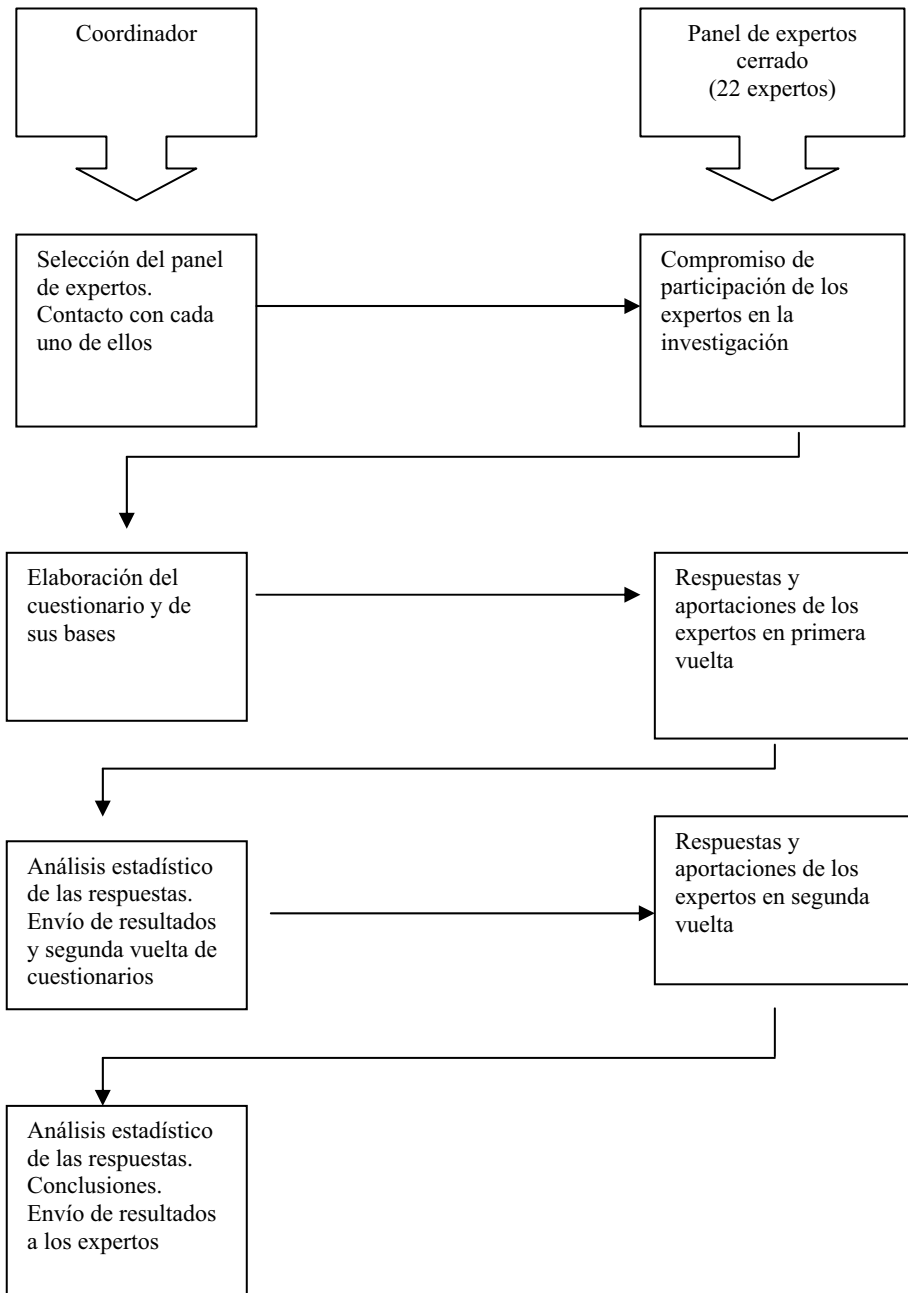 Coordinador
Panel de expertos
cerrado
(22 expertos)
Selección del panel
de expertos.
Contacto con cada
uno de ellos
Compromiso de
participación de los
expertos en la
investigación
Elaboración del
cuestionario y de
sus bases
Respuestas y
aportaciones de los
expertos en primera
vuelta
Análisis estadístico
de las respuestas.
Envío de resultados
y segunda vuelta de
cuestionarios
Respuestas y
aportaciones de los
expertos en segunda
vuelta
Análisis estadístico
de las respuestas.
Conclusiones.
Envío de resultados
a los expertos